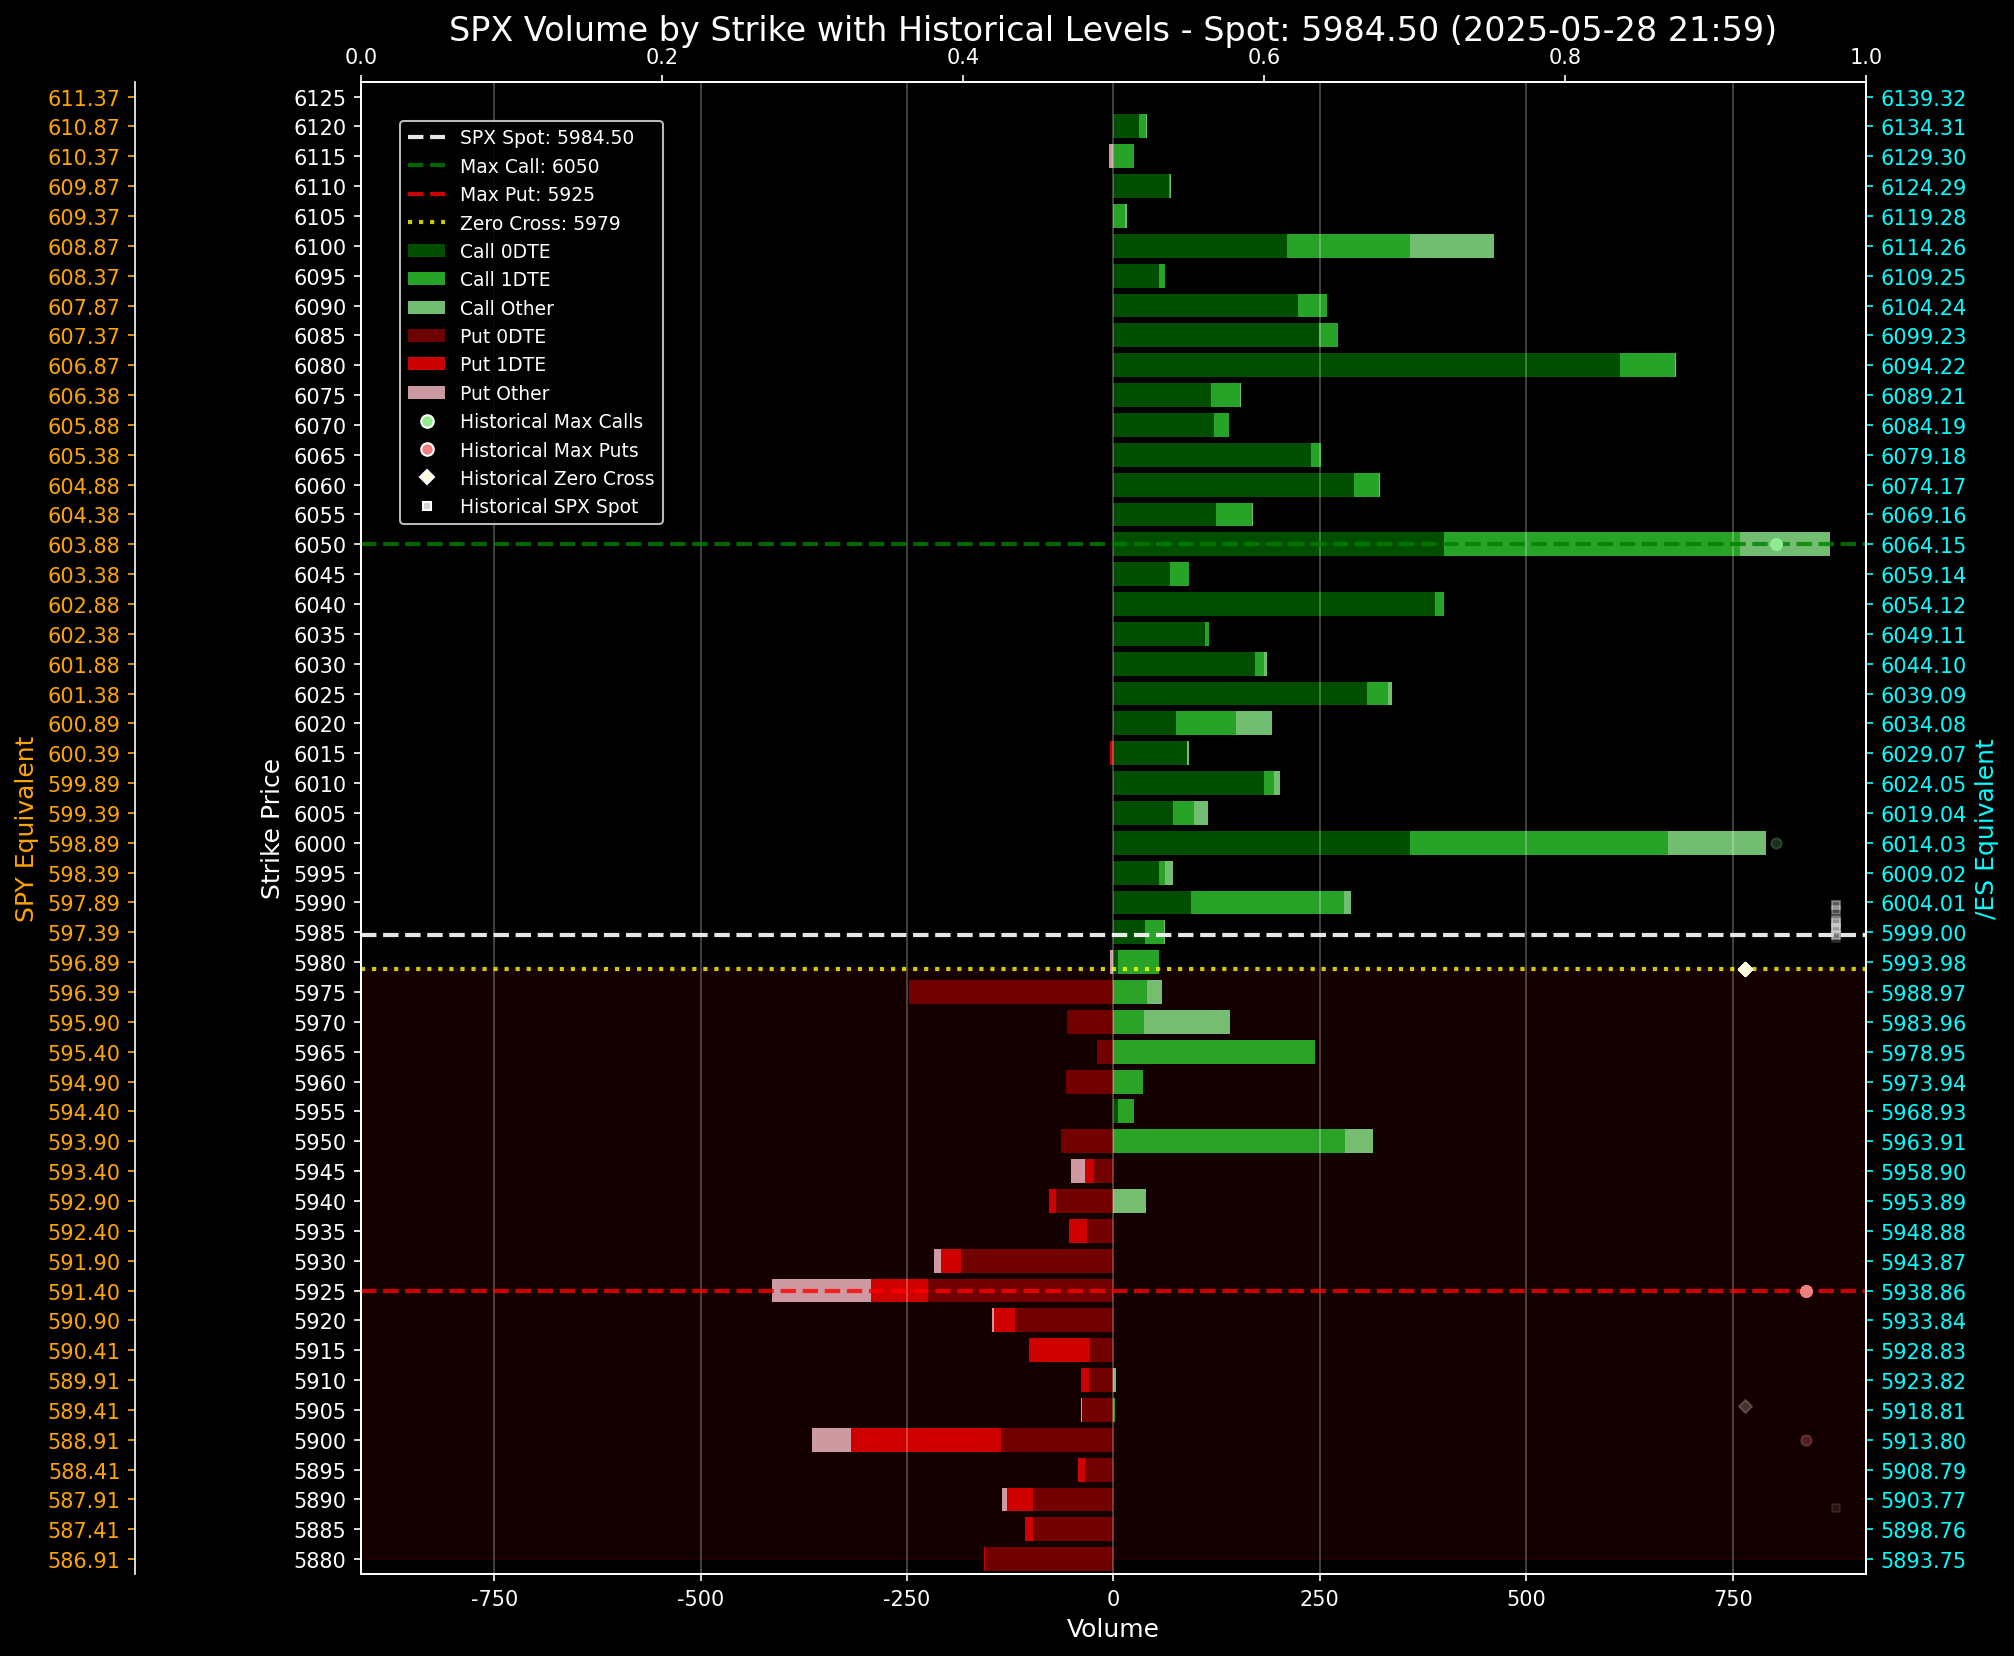 SPX Volume by Strike with Historical Levels - Spot: 5984.50 (2025-05-28 21:59)
0.0 0.2 0.4 0.6 0.8 1.0
611.37 6125 6139.32
610.87 6120 6134.31
610.37 6115 6129.30
609.87 6110 6124.29
609.37 6105 6119.28
608.87 6100 6114.26
608.37 6095 6109.25
607.87 6090 6104.24
607.37 6085 6099.23
606.87 6080 6094.22
606.38 6075 6089.21
605.88 6070 6084.19
605.38 6065 6079.18
604.88 6060 6074.17
604.38 6055 6069.16
603.88 6050 6064.15
603.38 6045 6059.14
602.88 6040 6054.12
602.38 6035 6049.11
601.88 6030 6044.10
601.38 6025 6039.09
600.89 6020 6034.08
600.39 6015 6029.07
599.89 6010 6024.05
599.39 6005 6019.04
598.89 6000 6014.03
598.39 5995 6009.02
597.89 5990 6004.01
597.39 5985 5999.00
596.89 5980 5993.98
596.39 5975 5988.97
595.90 5970 5983.96
595.40 5965 5978.95
594.90 5960 5973.94
594.40 5955 5968.93
593.90 5950 5963.91
593.40 5945 5958.90
592.90 5940 5953.89
592.40 5935 5948.88
591.90 5930 5943.87
591.40 5925 5938.86
590.90 5920 5933.84
590.41 5915 5928.83
589.91 5910 5923.82
589.41 5905 5918.81
588.91 5900 5913.80
588.41 5895 5908.79
587.91 5890 5903.77
587.41 5885 5898.76
586.91 5880 5893.75
SPX Spot: 5984.50
Max Call: 6050
Max Put: 5925
Zero Cross: 5979
Call 0DTE
Call 1DTE
Call Other
Put 0DTE
Put 1DTE
Put Other
Historical Max Calls
Historical Max Puts
Historical Zero Cross
Historical SPX Spot
SPY Equivalent
Strike Price
/ES Equivalent
-750 -500 -250 0 250 500 750
Volume